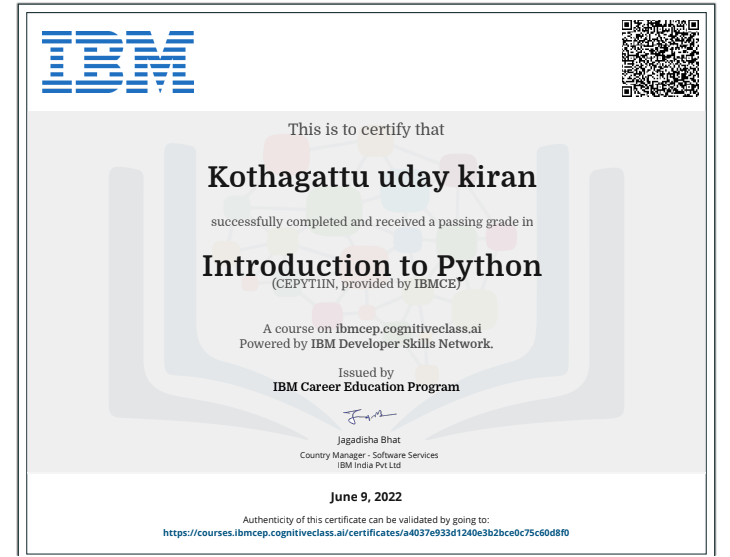 IBM
This is to certify that
Kothagattu uday kiran
successfully completed and received a passing grade in
Introduction to Python
(CEPYT1IN, provided by IBMCE)
A course on ibmcep.cognitiveclass.ai
Powered by IBM Developer Skills Network.
Issued by
IBM Career Education Program
Jagadisha Bhat
Country Manager - Software Services
IBM India Pvt Ltd
June 9, 2022
Authenticity of this certificate can be validated by going to:
https://courses.ibmcep.cognitiveclass.ai/certificates/a4037e933d1240e3b2bce0c75c60d8f0